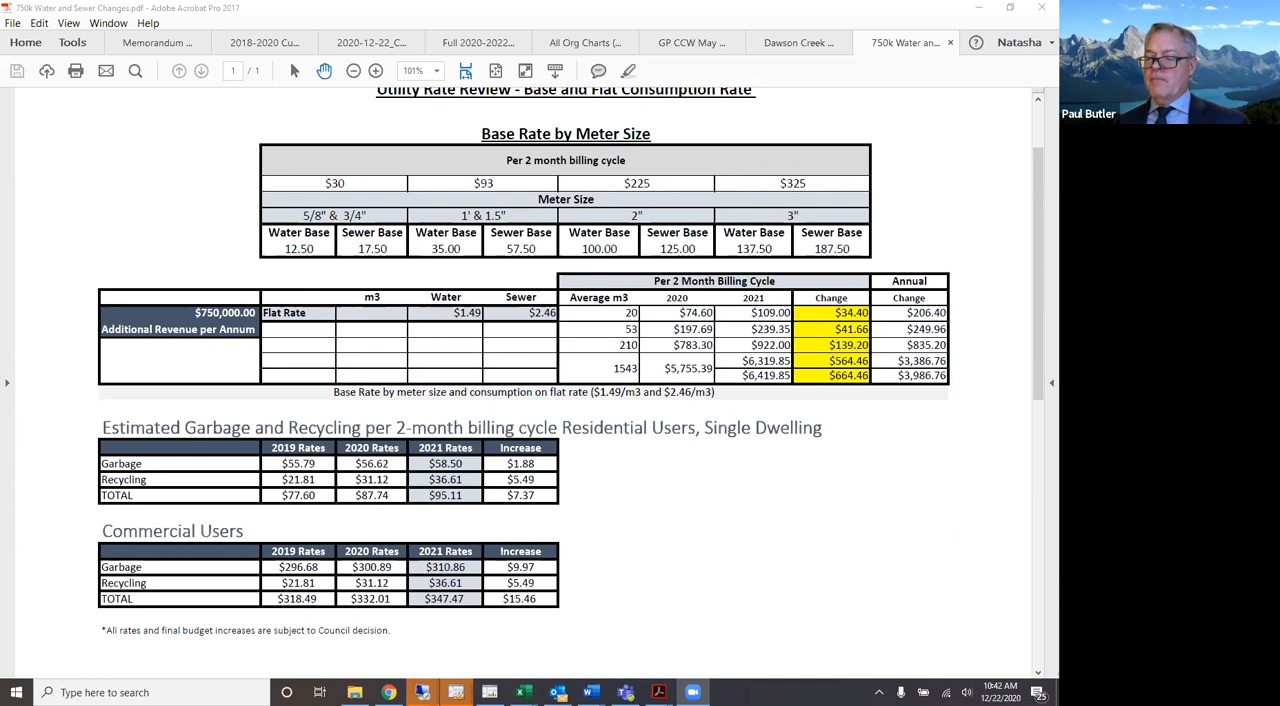 750k Water and Sewer Changes.pdf - Adobe Acrobat Pro 2017
File Edit View Window Help
Home Tools Memorandum ... 2018-2020 Cu... 2020-12-22_C... Full 2020-2022... All Org Charts (... GP CCW May ... Dawson Creek ... 750k Water an... × Natasha
1 / 1 101%
Utility Rate Review - Base and Flat Consumption Rate
Base Rate by Meter Size
Per 2 month billing cycle
$30 $93 $225 $325
Meter Size
5/8" & 3/4" 1' & 1.5" 2" 3"
Water Base Sewer Base Water Base Sewer Base Water Base Sewer Base Water Base Sewer Base
12.50 17.50 35.00 57.50 100.00 125.00 137.50 187.50
Per 2 Month Billing Cycle Annual
m3 Water Sewer Average m3 2020 2021 Change Change
$750,000.00 Flat Rate $1.49 $2.46 20 $74.60 $109.00 $34.40 $206.40
Additional Revenue per Annum 53 $197.69 $239.35 $41.66 $249.96
210 $783.30 $922.00 $139.20 $835.20
1543 $5,755.39 $6,319.85 $564.46 $3,386.76
$6,419.85 $664.46 $3,986.76
Base Rate by meter size and consumption on flat rate ($1.49/m3 and $2.46/m3)
Estimated Garbage and Recycling per 2-month billing cycle Residential Users, Single Dwelling
2019 Rates 2020 Rates 2021 Rates Increase
Garbage $55.79 $56.62 $58.50 $1.88
Recycling $21.81 $31.12 $36.61 $5.49
TOTAL $77.60 $87.74 $95.11 $7.37
Commercial Users
2019 Rates 2020 Rates 2021 Rates Increase
Garbage $296.68 $300.89 $310.86 $9.97
Recycling $21.81 $31.12 $36.61 $5.49
TOTAL $318.49 $332.01 $347.47 $15.46
*All rates and final budget increases are subject to Council decision.
Paul Butler
Type here to search
10:42 AM
12/22/2020
25